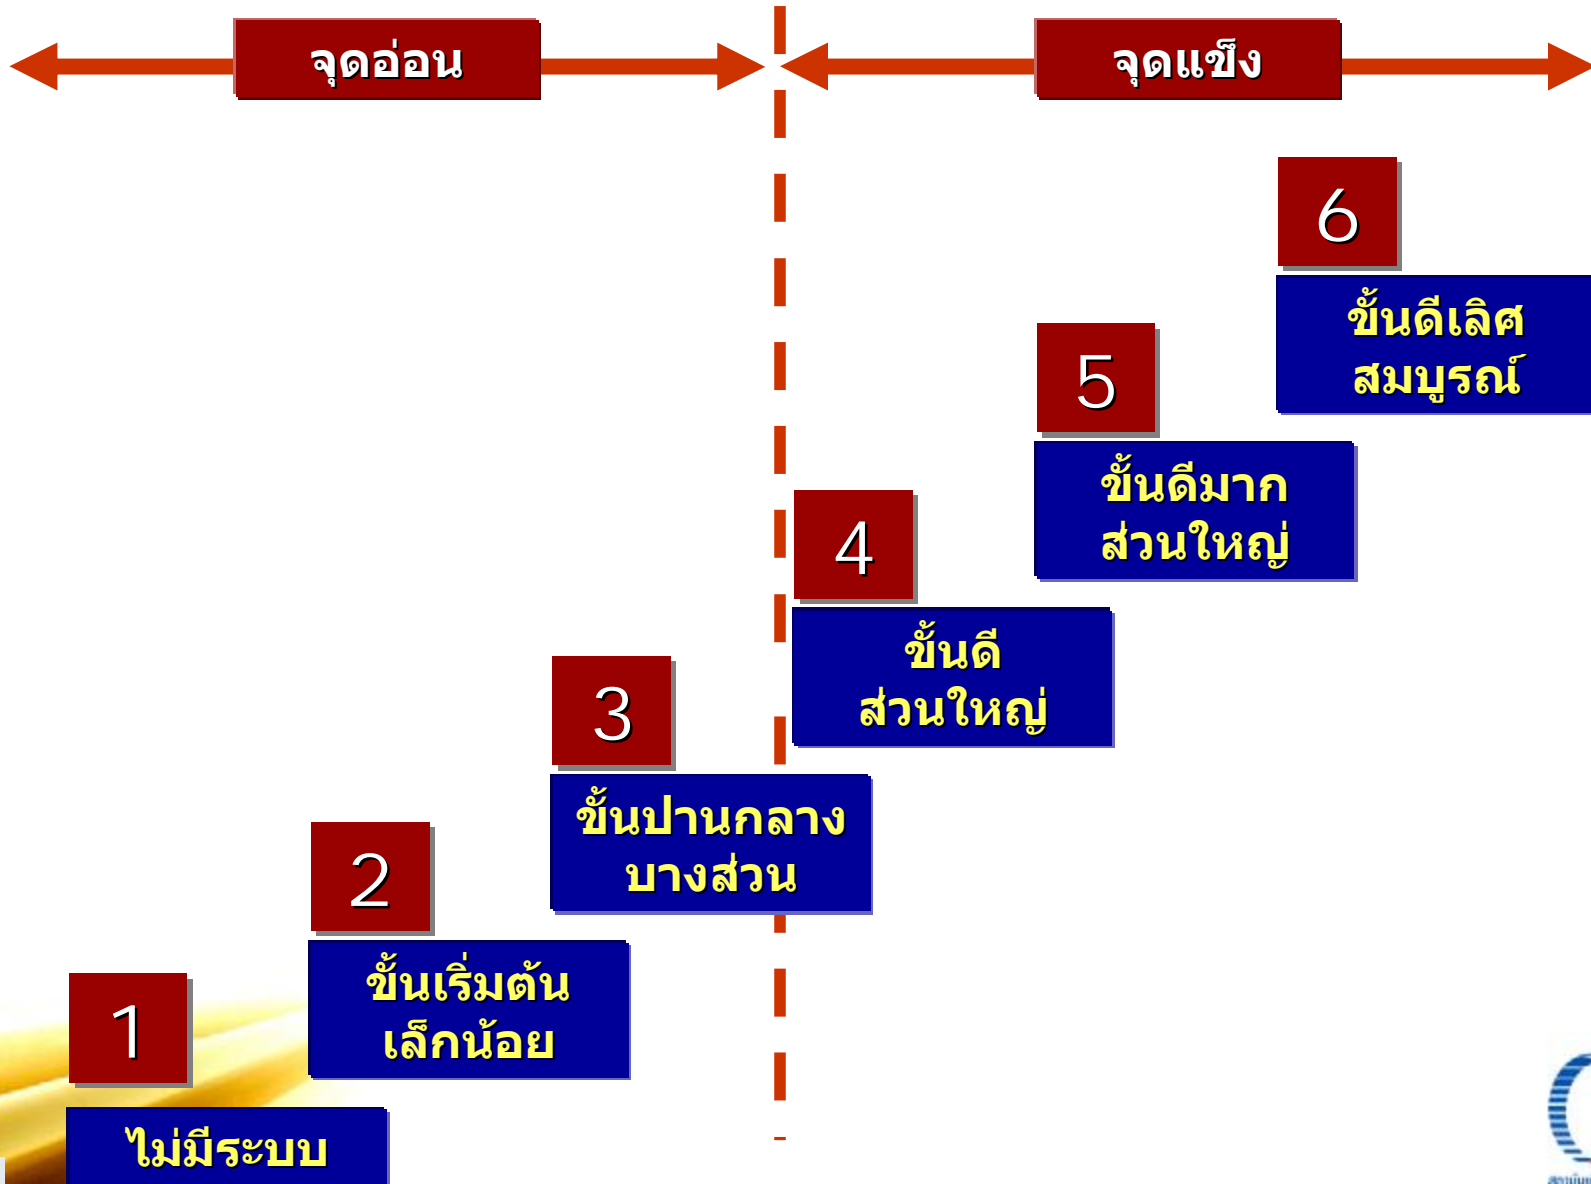 จุดอ่อน
จุดแข็ง
6
ขั้นดีเลิศ
สมบูรณ์
5
ขั้นดีมาก
ส่วนใหญ่
4
ขั้นดี
ส่วนใหญ่
3
ขั้นปานกลาง
บางส่วน
2
ขั้นเริ่มต้น
เล็กน้อย
1
ไม่มีระบบ